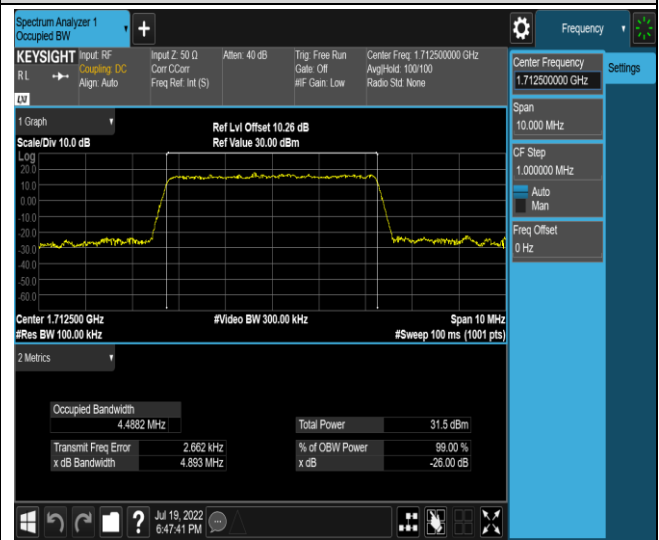 Spectrum Analyzer 1
Occupied BW
Frequency
KEYSIGHT
RL
Input: RF
Coupling: DC
Align: Auto
Input Z: 50 Ω
Corr CCorr
Freq Ref: Int (S)
Atten: 40 dB
Trig: Free Run
Gate: Off
#IF Gain: Low
Center Freq: 1.712500000 GHz
Avg|Hold: 100/100
Radio Std: None
Center Frequency
1.712500000 GHz
Settings
Span
10.000 MHz
CF Step
1.000000 MHz
Auto
Man
Freq Offset
0 Hz
1 Graph
Scale/Div 10.0 dB
Ref Lvl Offset 10.26 dB
Ref Value 30.00 dBm
Log
20.0
10.0
0.00
-10.0
-20.0
-30.0
-40.0
-50.0
-60.0
Center 1.712500 GHz
#Video BW 300.00 kHz
Span 10 MHz
#Res BW 100.00 kHz
#Sweep 100 ms (1001 pts)
2 Metrics
Occupied Bandwidth
4.4882 MHz
Total Power 31.5 dBm
Transmit Freq Error 2.662 kHz
% of OBW Power 99.00 %
x dB Bandwidth 4.893 MHz
x dB -26.00 dB
?
Jul 19, 2022
6:47:41 PM